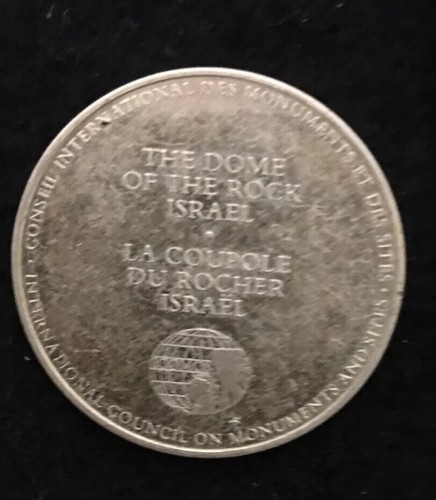 CONSEIL INTERNATIONAL DES MONUMENTS ET DES SITES •
INTERNATIONAL COUNCIL ON MONUMENTS AND SITES •
THE DOME
OF THE ROCK
ISRAEL
•
LA COUPOLE
DU ROCHER
ISRAËL